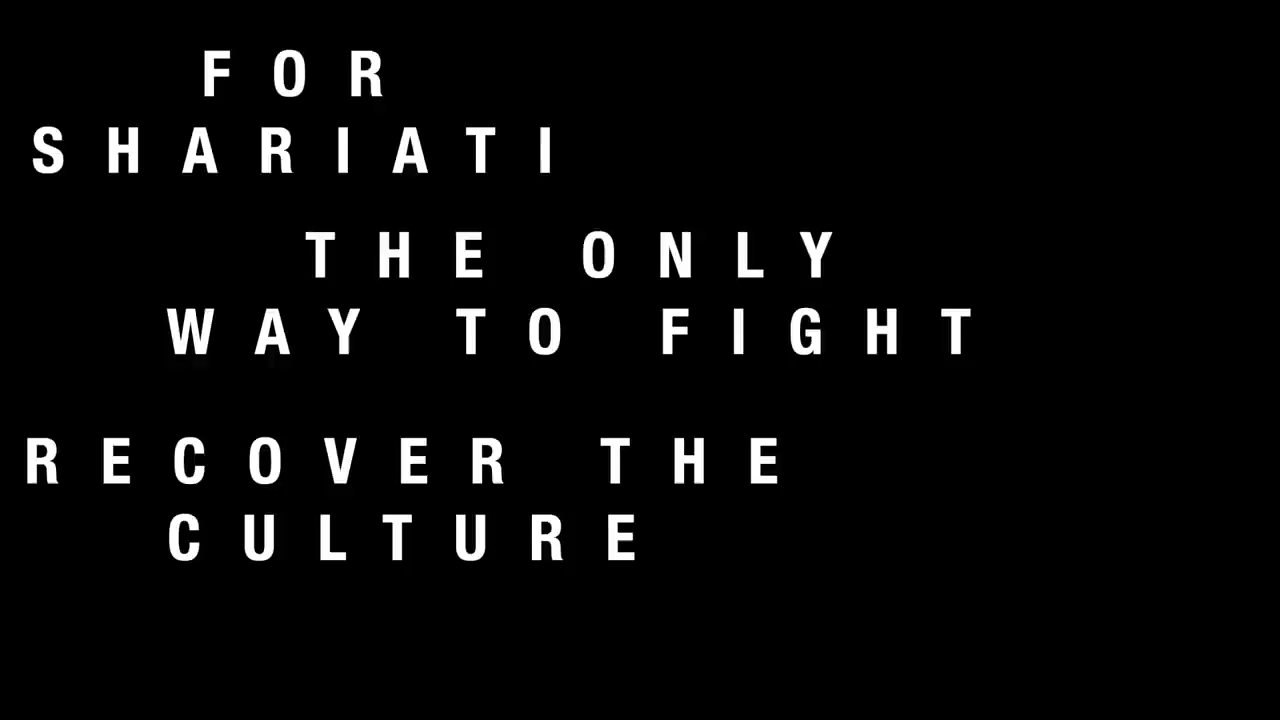 FOR
SHARIATI
THE ONLY
WAY TO FIGHT
RECOVER THE
CULTURE